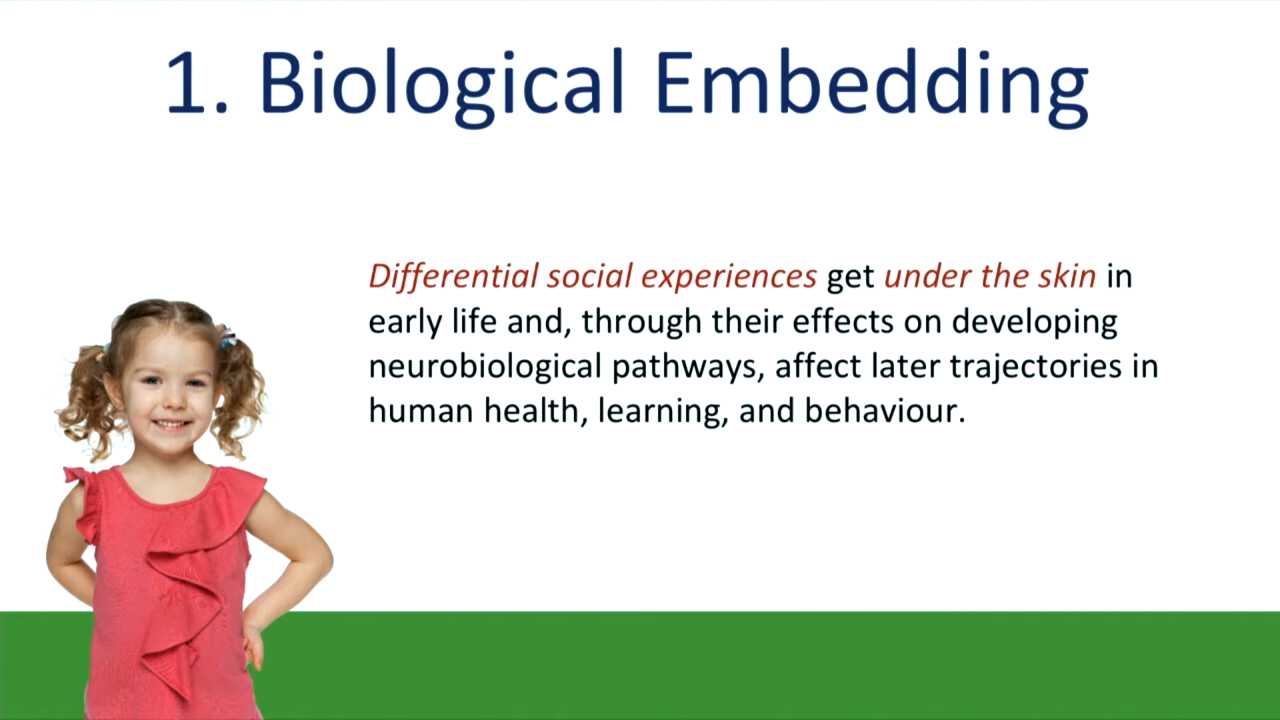 1. Biological Embedding
Differential social experiences get under the skin in
early life and, through their effects on developing
neurobiological pathways, affect later trajectories in
human health, learning, and behaviour.